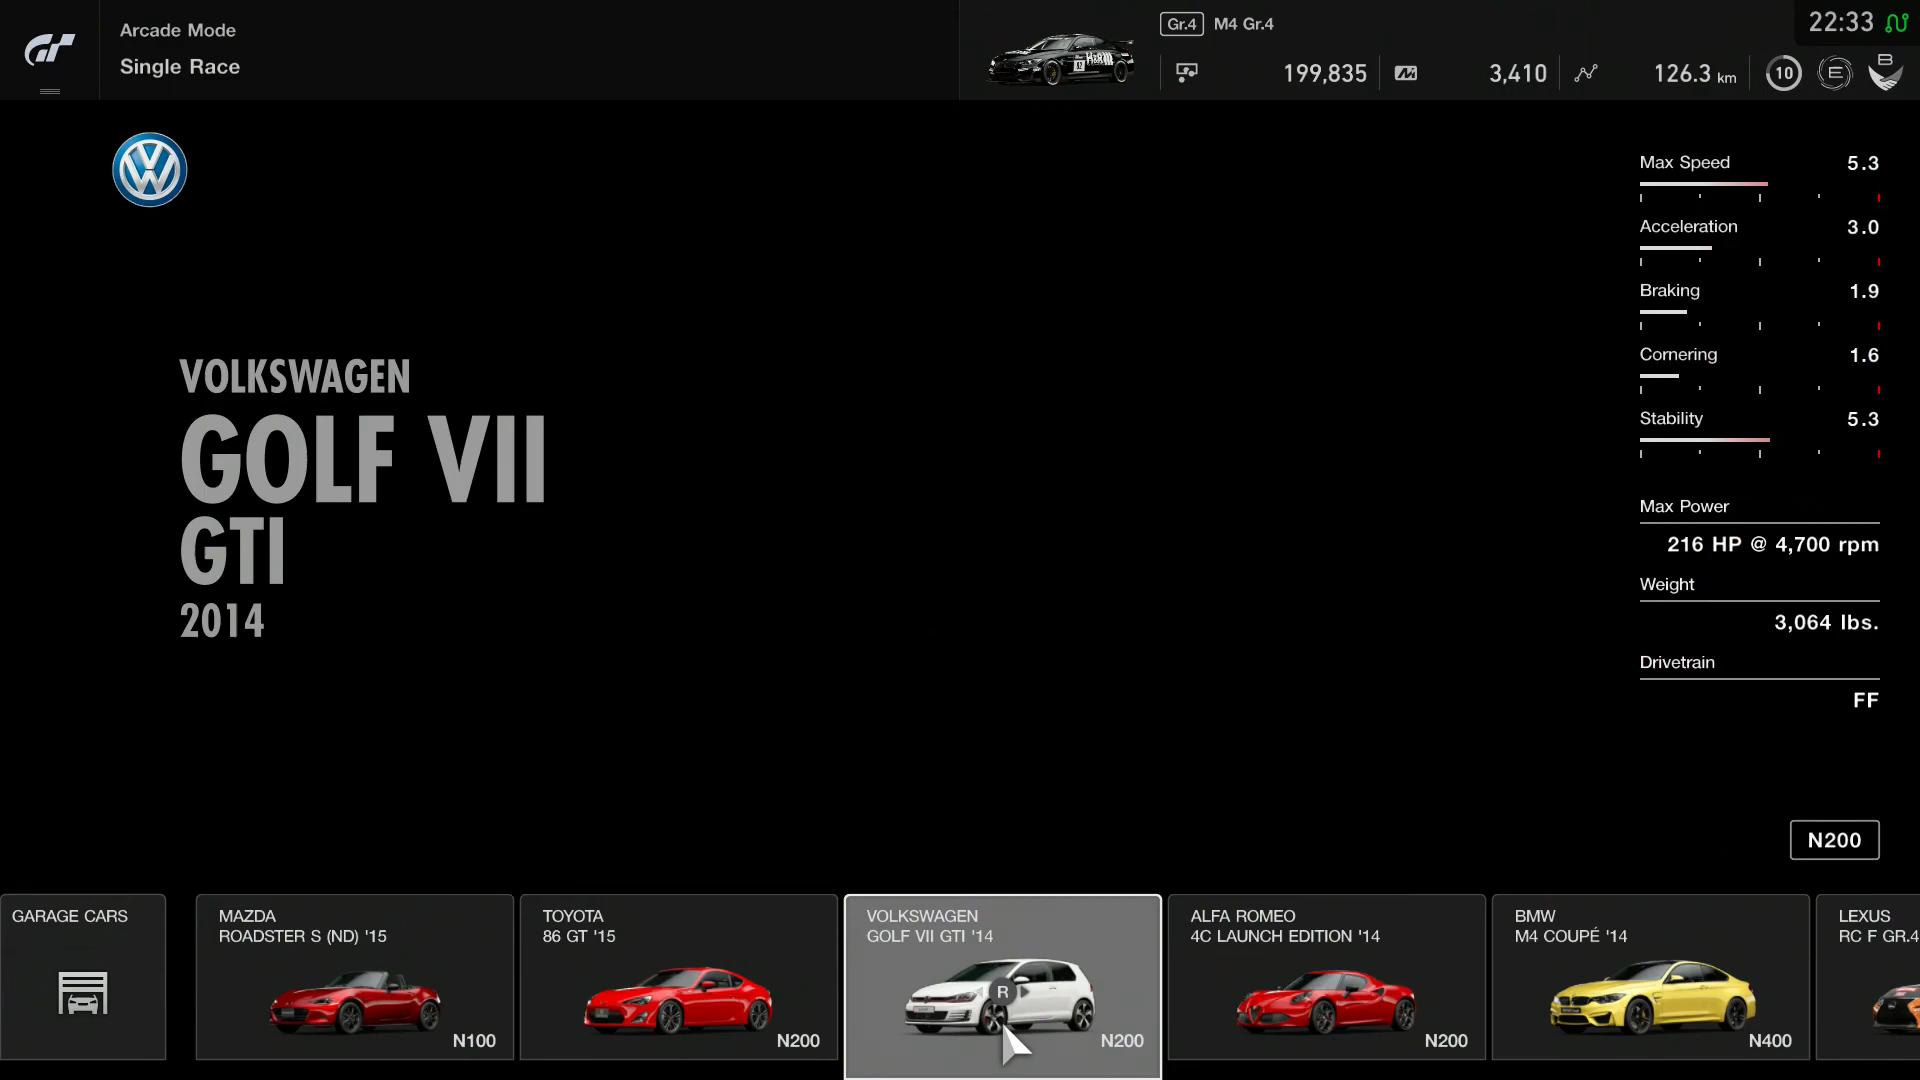 Arcade Mode
Single Race
Gr.4 M4 Gr.4
199,835
3,410
126.3 km
10
E
B
22:33
Max Speed 5.3
Acceleration 3.0
Braking 1.9
Cornering 1.6
Stability 5.3
Max Power
216 HP @ 4,700 rpm
Weight
3,064 lbs.
Drivetrain
FF
N200
VOLKSWAGEN
GOLF VII
GTI
2014
GARAGE CARS
MAZDA
ROADSTER S (ND) '15
N100
TOYOTA
86 GT '15
N200
VOLKSWAGEN
GOLF VII GTI '14
R
N200
ALFA ROMEO
4C LAUNCH EDITION '14
N200
BMW
M4 COUPÉ '14
N400
LEXUS
RC F GR.4